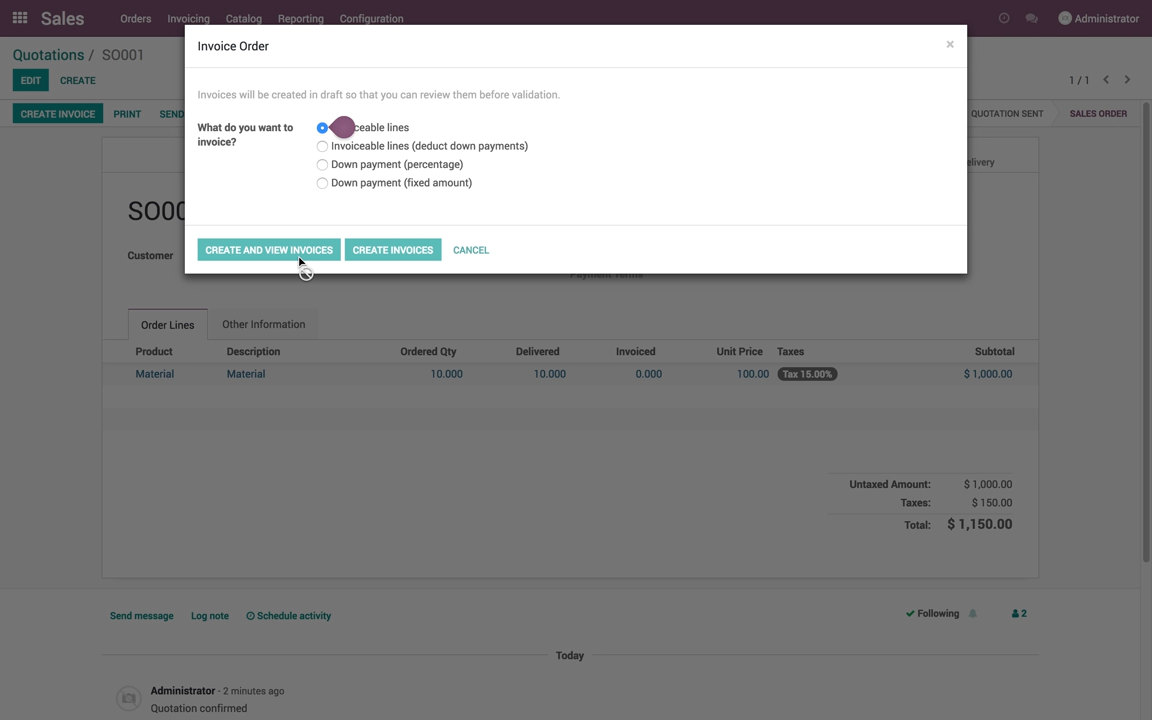 Sales Orders Invoicing Catalog Reporting Configuration Administrator
Quotations / SO001
EDIT CREATE 1 / 1
CREATE INVOICE PRINT SEND QUOTATION SENT SALES ORDER
Invoice Order ×
Invoices will be created in draft so that you can review them before validation.
What do you want to
invoice?
lines
Invoiceable lines (deduct down payments)
Down payment (percentage)
Down payment (fixed amount)
CREATE AND VIEW INVOICES CREATE INVOICES CANCEL
Customer
Payment Terms
Order Lines Other Information
Product Description Ordered Qty Delivered Invoiced Unit Price Taxes Subtotal
Material Material 10.000 10.000 0.000 100.00 Tax 15.00% $ 1,000.00
Untaxed Amount: $ 1,000.00
Taxes: $ 150.00
Total: $ 1,150.00
Send message Log note Schedule activity Following 2
Today
Administrator - 2 minutes ago
Quotation confirmed